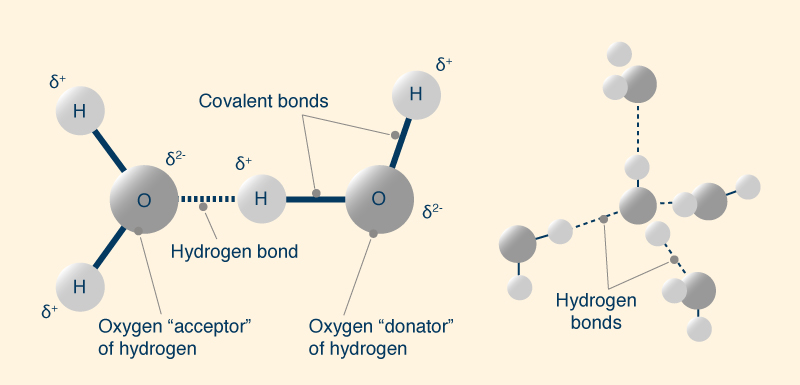 δ+
H
Covalent bonds
δ+
H
δ2-
δ+
O
H
O
δ2-
Hydrogen bond
H
δ+
Oxygen “acceptor”
of hydrogen
Oxygen “donator”
of hydrogen
Hydrogen
bonds